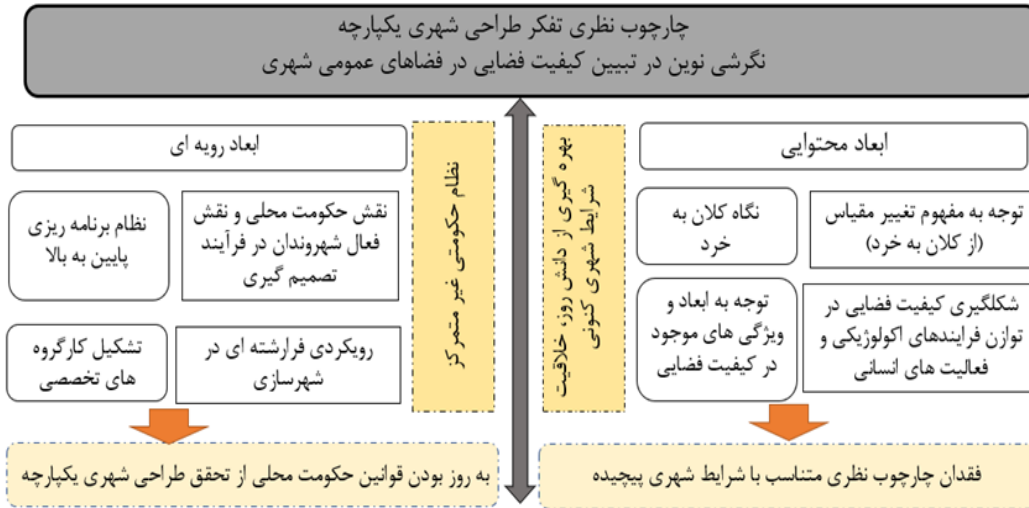 چارچوب نظری تفکر طراحی شهری یکپارچه
نگرشی نوین در تبیین کیفیت فضایی در فضاهای عمومی شهری
ابعاد محتوایی
توجه به مفهوم تغییر مقیاس
(از کلان به خرد)
نگاه کلان به
خرد
شکلگیری کیفیت فضایی در
توازن فرایندهای اکولوژیکی و
فعالیت های انسانی
توجه به ابعاد و
ویژگی های موجود
در کیفیت فضایی
بهره گیری از دانش روز، خلاقیت
شرایط شهری کنونی
فقدان چارچوب نظری متناسب با شرایط شهری پیچیده
ابعاد رویه ای
نظام حکومتی غیر متمرکز
نقش حکومت محلی و نقش
فعال شهروندان در فرآیند
تصمیم گیری
نظام برنامه ریزی
پایین به بالا
رویکردی فرارشته ای در
شهرسازی
تشکیل کارگروه
های تخصصی
به روز بودن قوانین حکومت محلی از تحقق طراحی شهری یکپارچه